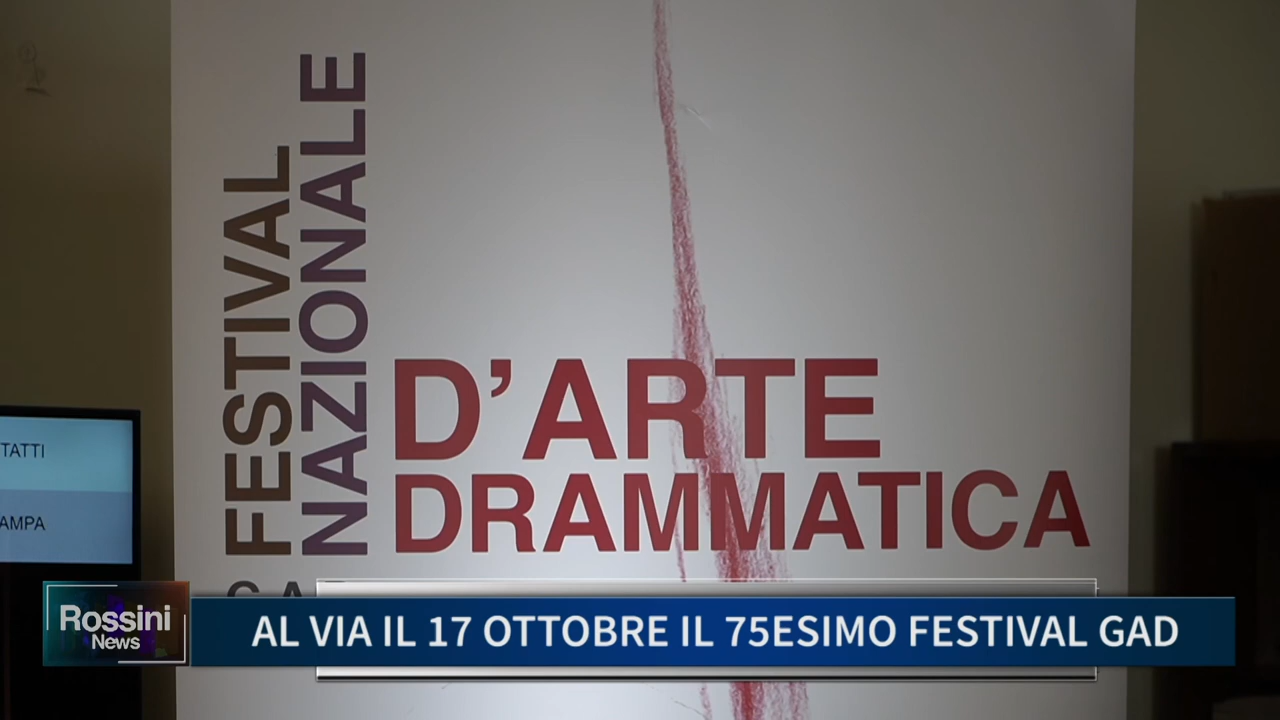 FESTIVAL
NAZIONALE
D'ARTE
DRAMMATICA
TATTI
AMPA
Rossini
News
AL VIA IL 17 OTTOBRE IL 75ESIMO FESTIVAL GAD